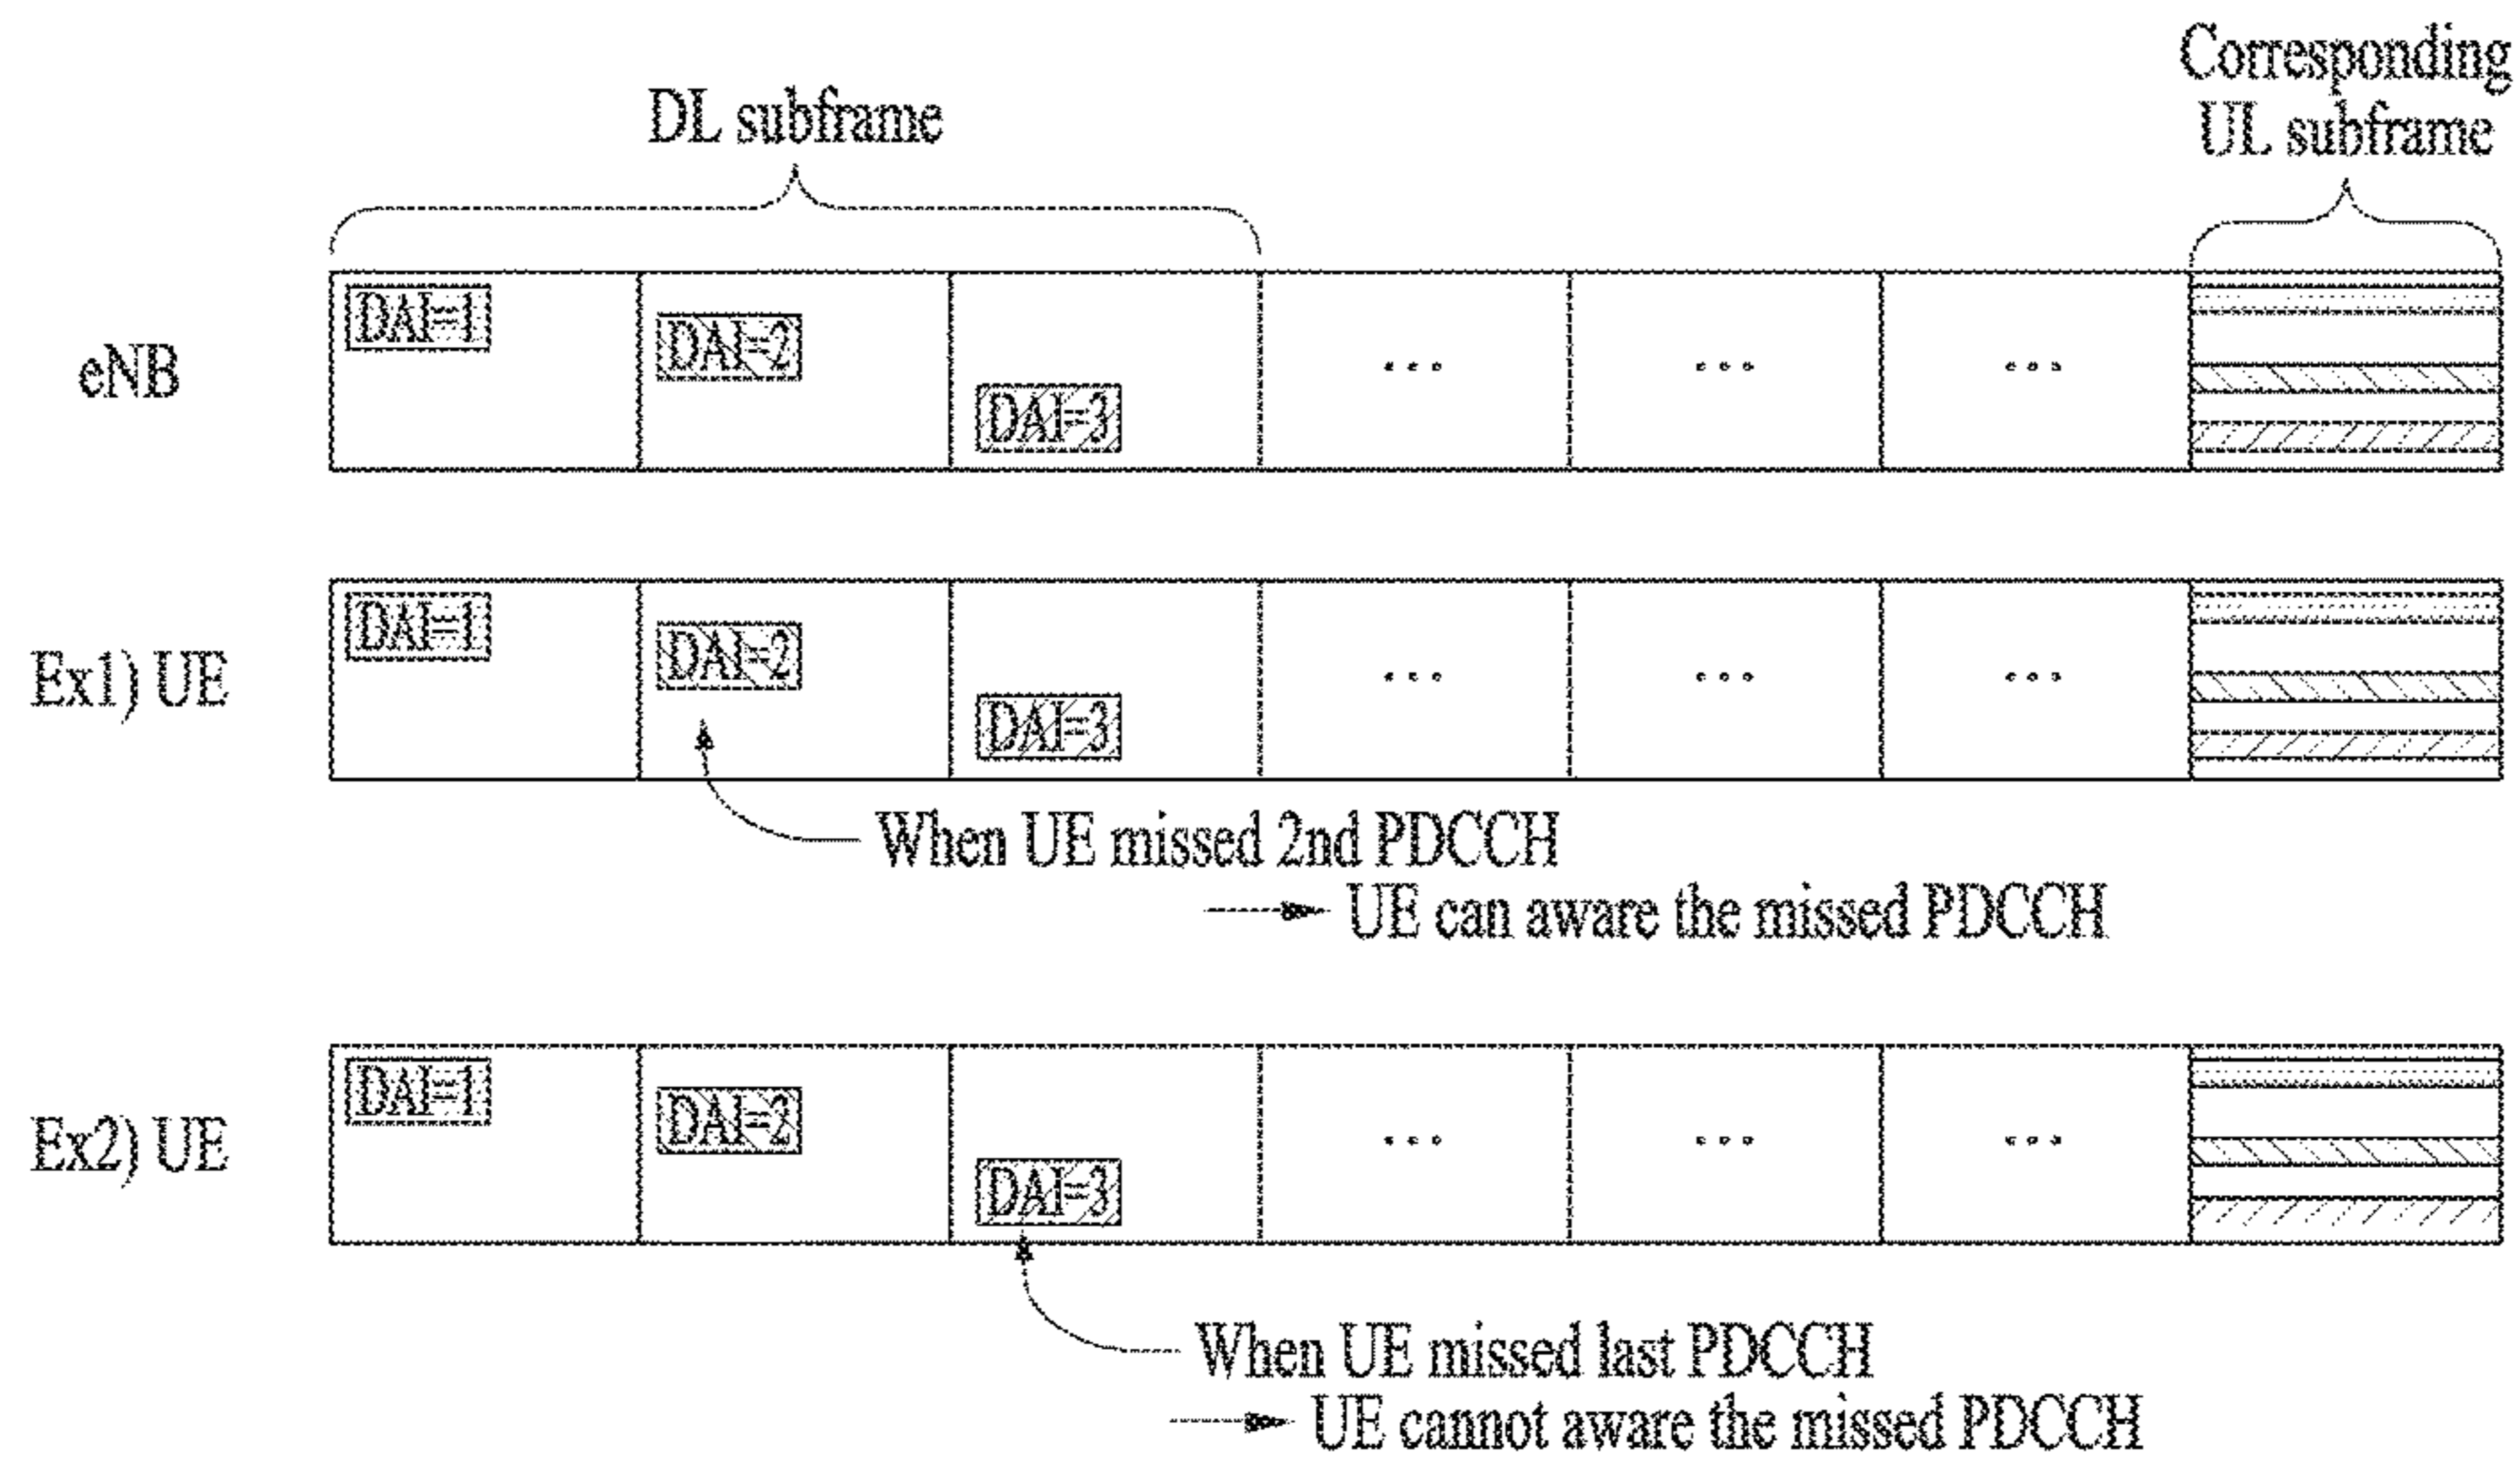 Corresponding
DL subframe
UL subframe
eNB
DAI=1
DAI=2
DAI=3
...
...
...
Ex1) UE
DAI=1
DAI=2
DAI=3
...
...
...
When UE missed 2nd PDCCH
UE can aware the missed PDCCH
Ex2) UE
DAI=1
DAI=2
DAI=3
...
...
...
When UE missed last PDCCH
UE cannot aware the missed PDCCH